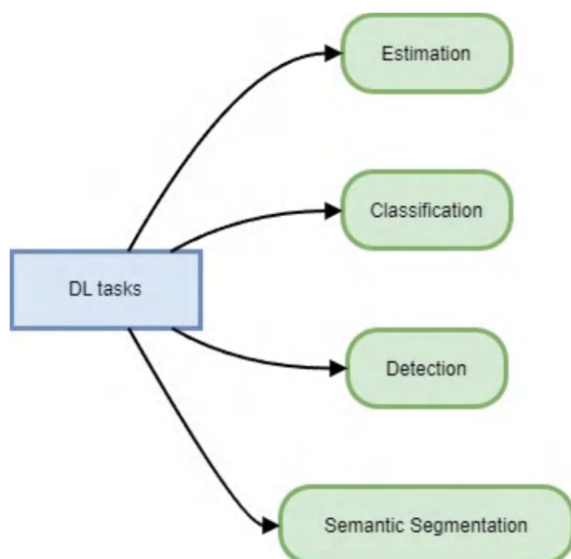 Estimation
Classification
DL tasks
Detection
Semantic Segmentation